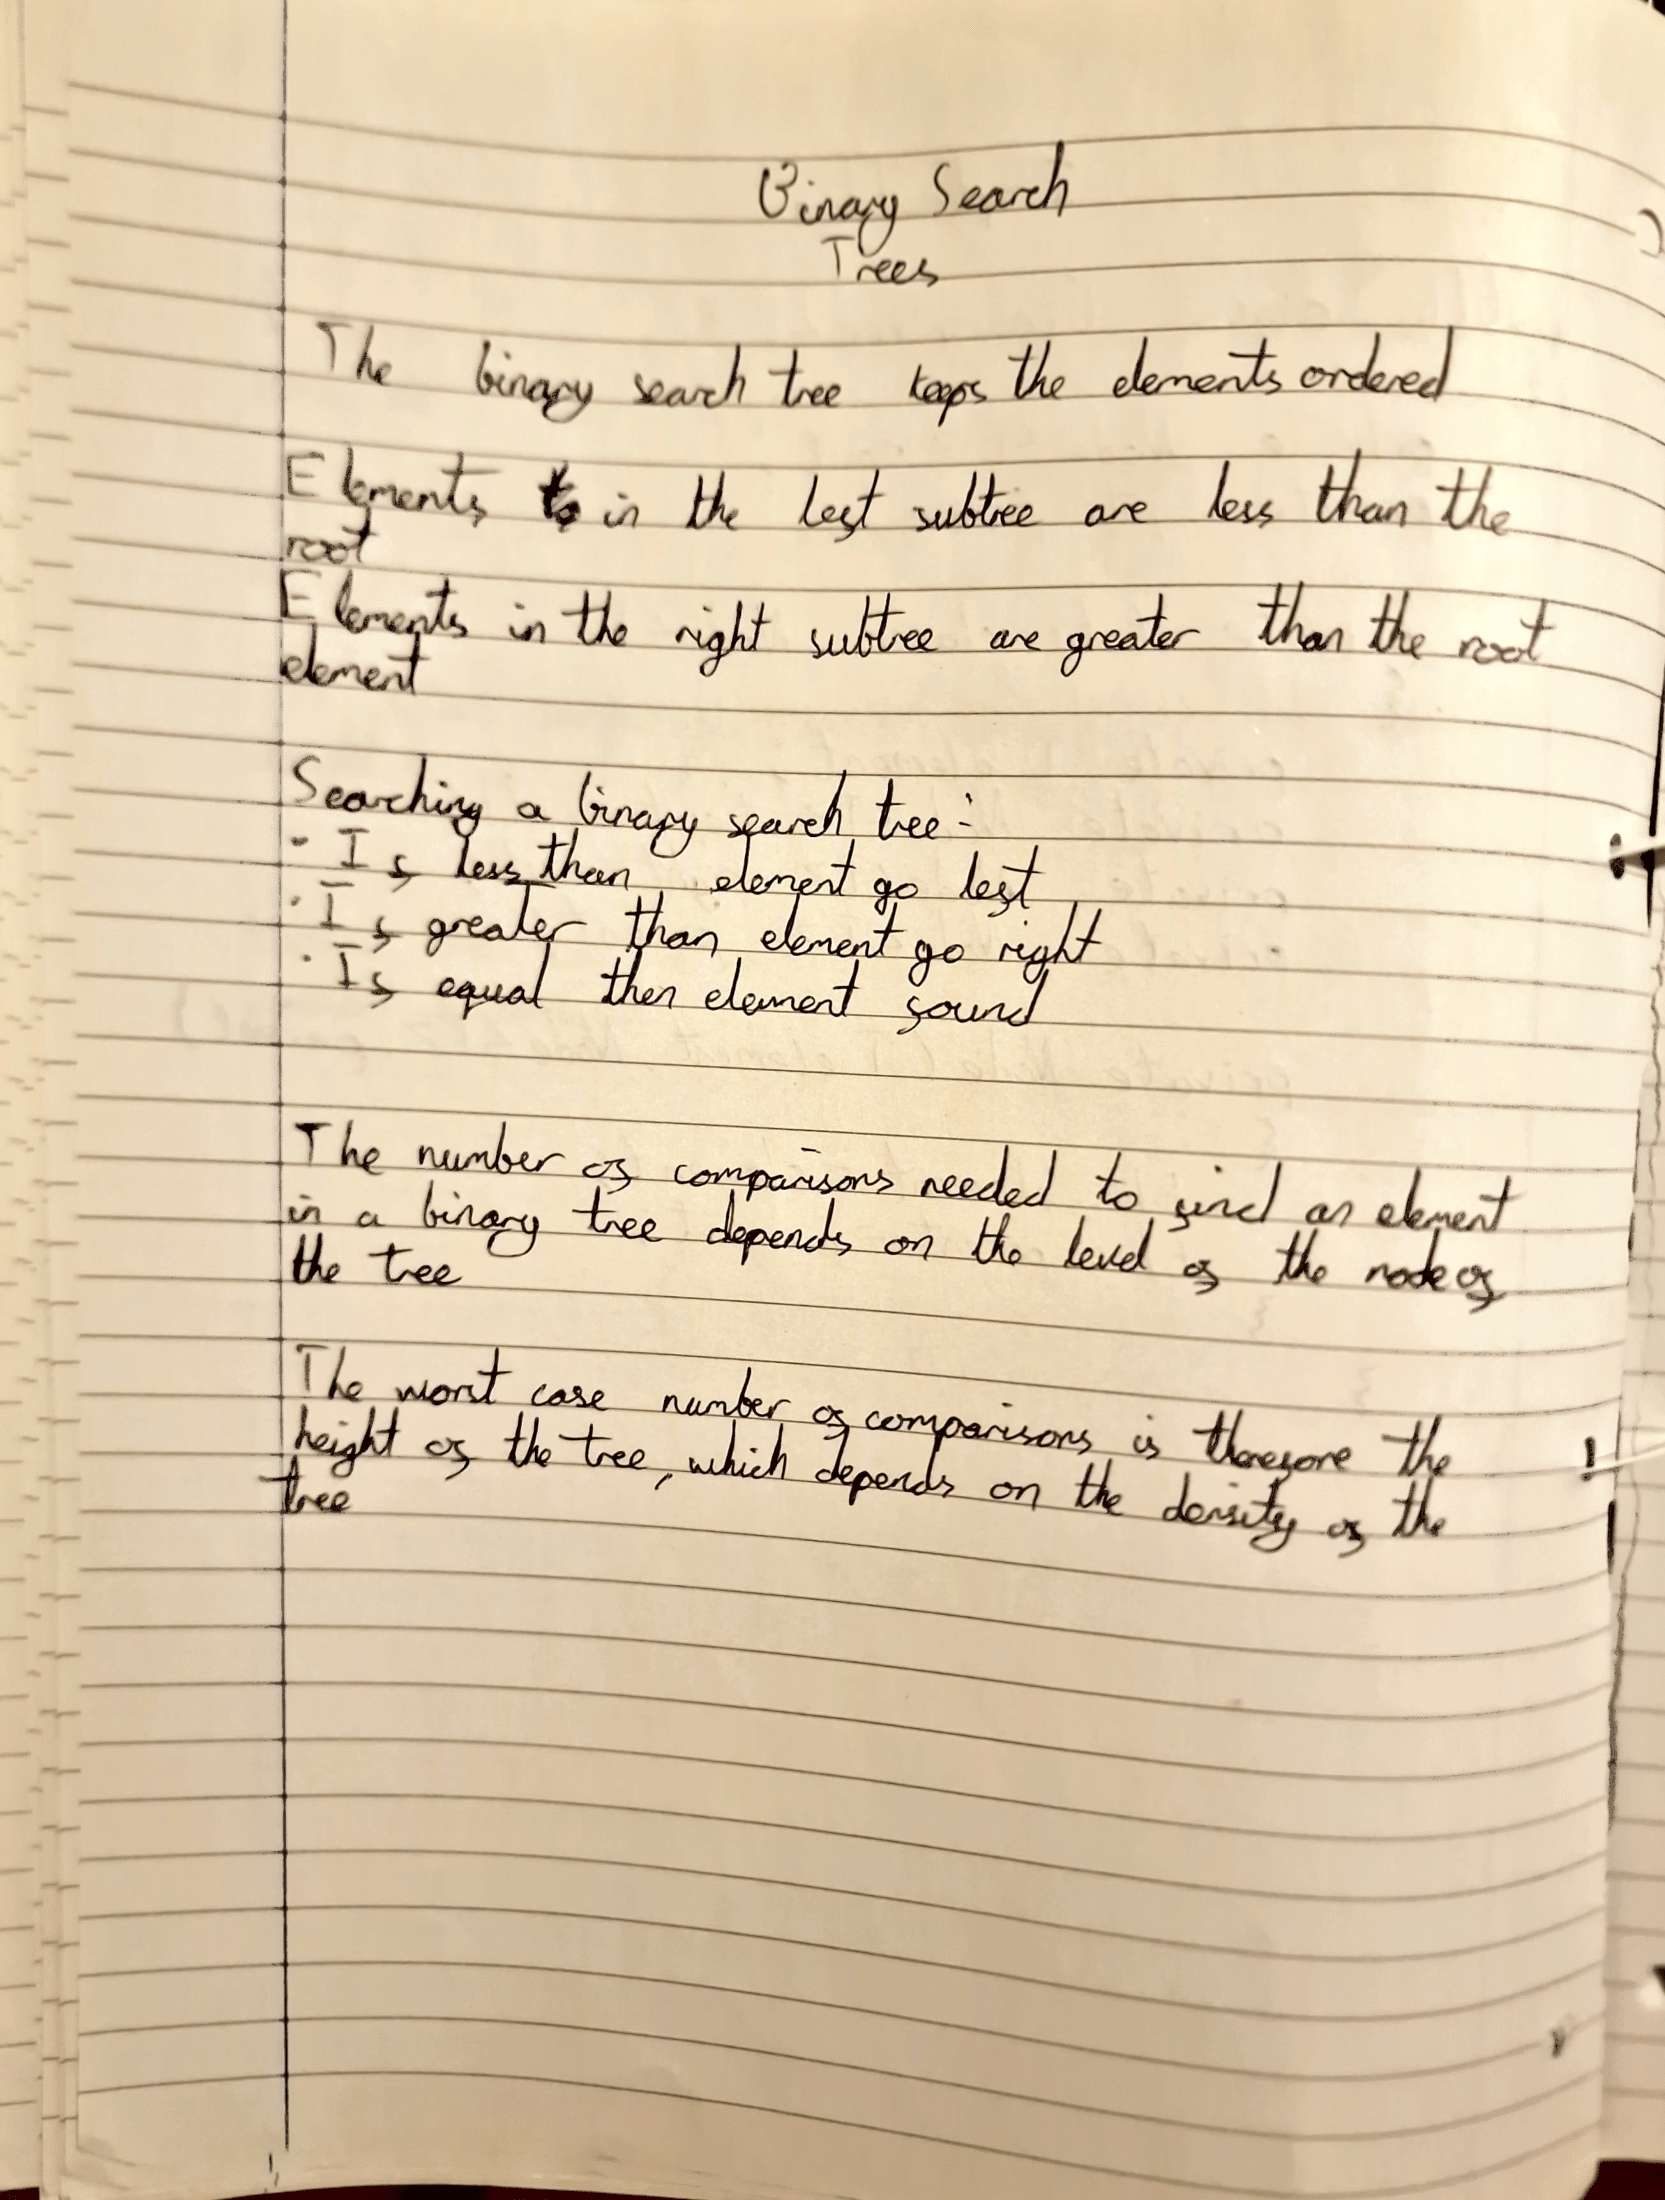 Binary Search
Trees
The binary search tree keeps the elements ordered
Elements in the left subtree are less than the
root
Elements in the right subtree are greater than the root
element
Searching a binary search tree:
- If less than element go left
· If greater than element go right
· If equal then element found
The number of comparisons needed to find an element
in a binary tree depends on the level of the node of
the tree
The worst case number of comparisons is therefore the
height of the tree, which depends on the density of the
tree